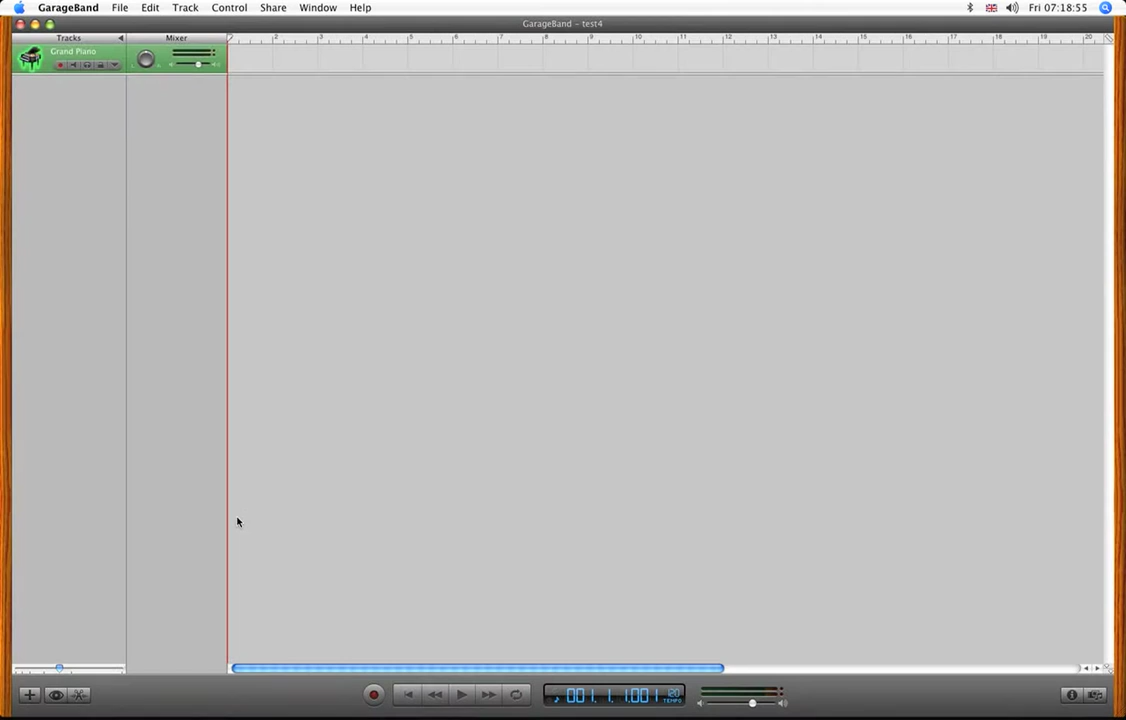 GarageBand File Edit Track Control Share Window Help Fri 07:18:55
GarageBand - test4
Tracks Mixer 2 3 4 5 6 7 8 9 10 11 12 13 14 15 16 17 18 19 20
Grand Piano
001. 1. 1.001 120
TEMPO